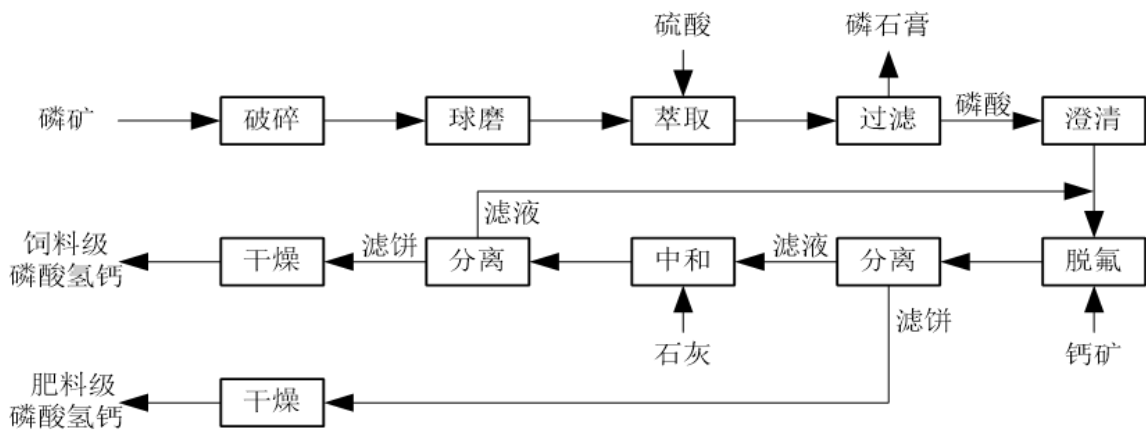 硫酸
磷石膏
磷矿
破碎
球磨
萃取
过滤
磷酸
澄清
滤液
饲料级
磷酸氢钙
干燥
滤饼
分离
中和
滤液
分离
脱氟
滤饼
石灰
钙矿
肥料级
磷酸氢钙
干燥